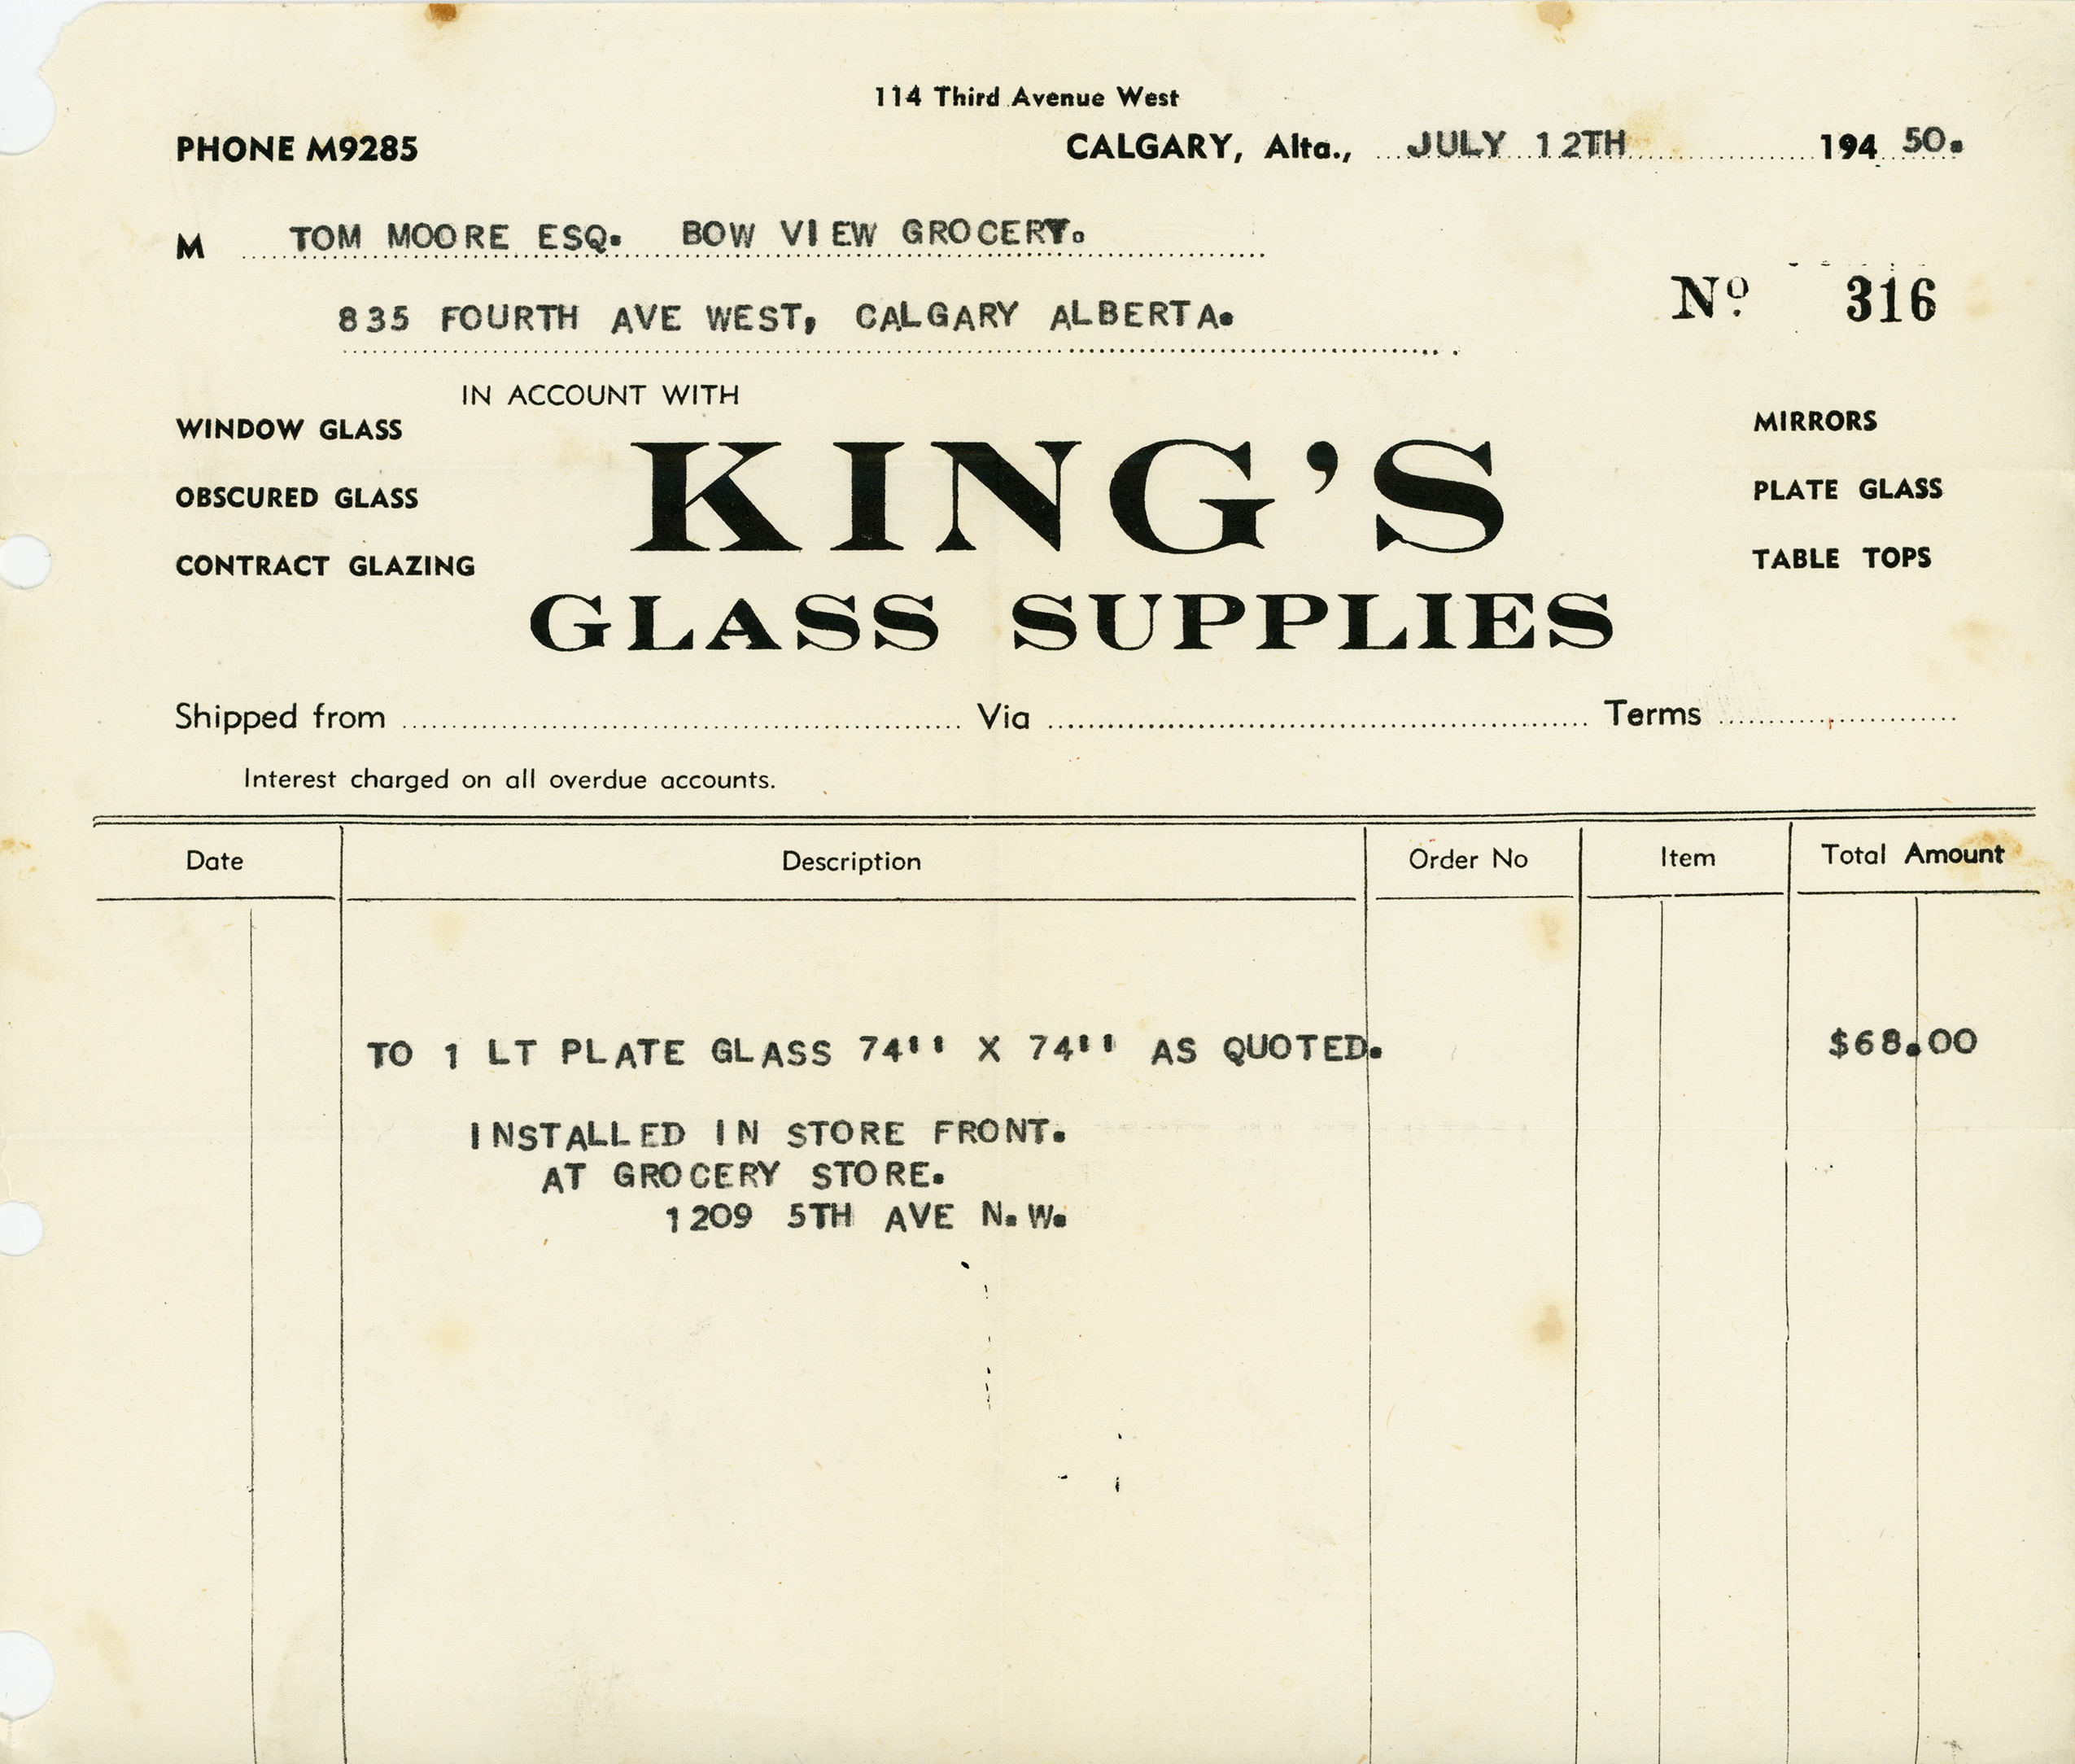 114 Third Avenue West
PHONE M9285
CALGARY, Alta., JULY 12TH 194 50.
M TOM MOORE ESQ. BOW VIEW GROCERY.
835 FOURTH AVE WEST, CALGARY ALBERTA.
Nº 316
IN ACCOUNT WITH
WINDOW GLASS
OBSCURED GLASS
CONTRACT GLAZING
KING'S
GLASS SUPPLIES
MIRRORS
PLATE GLASS
TABLE TOPS
Shipped from Via Terms
Interest charged on all overdue accounts.
Date Description Order No Item Total Amount
TO 1 LT PLATE GLASS 74'' X 74'' AS QUOTED. $68.00
INSTALLED IN STORE FRONT.
AT GROCERY STORE.
1209 5TH AVE N.W.